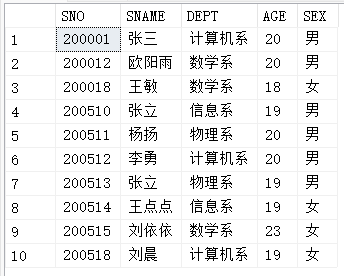 SNO SNAME DEPT AGE SEX
1 200001 张三 计算机系 20 男
2 200012 欧阳雨 数学系 20 男
3 200018 王敏 数学系 18 女
4 200510 张立 信息系 19 男
5 200511 杨扬 物理系 20 男
6 200512 李勇 计算机系 20 男
7 200513 张立 物理系 19 男
8 200514 王点点 信息系 19 女
9 200515 刘依依 数学系 23 女
10 200518 刘晨 计算机系 19 女